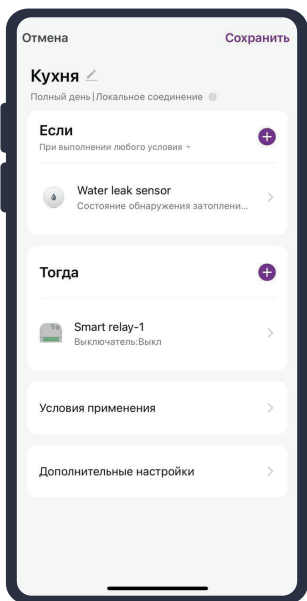 Отмена Сохранить
Кухня
Полный день|Локальное соединение
Если
При выполнении любого условия
Water leak sensor
Состояние обнаружения затоплени...
Тогда
Smart relay-1
Выключатель:Выкл
Условия применения
Дополнительные настройки